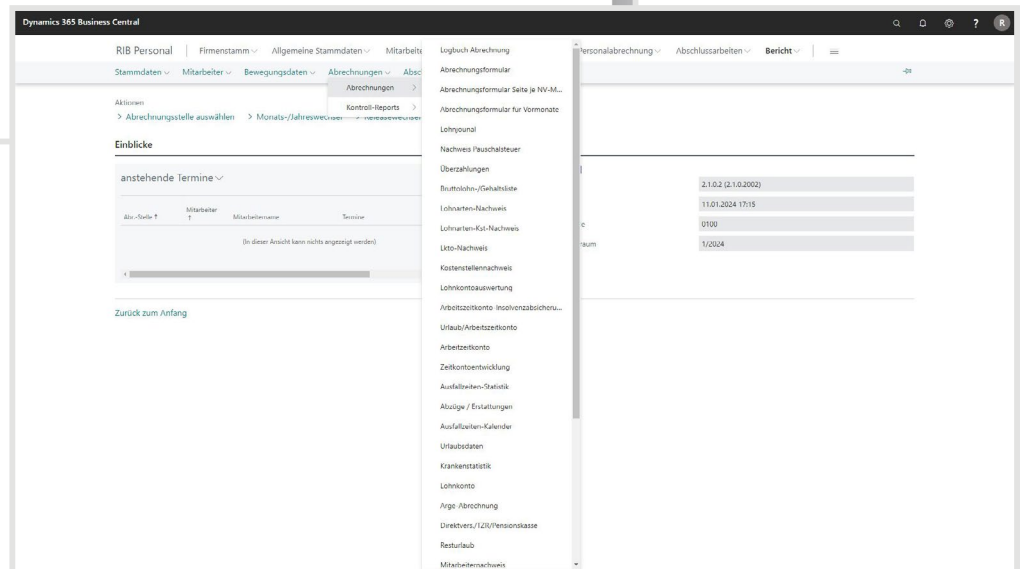 Dynamics 365 Business Central
?
R
RIB Personal
Firmenstamm
Allgemeine Stammdaten
Mitarbeite
Personalabrechnung
Abschlussarbeiten
Bericht
Stammdaten
Mitarbeiter
Bewegungsdaten
Abrechnungen
Absc
Abrechnungen
Kontroll-Reports
Aktionen
> Abrechnungsstelle auswählen
> Monats-/Jahreswechsel
> Releasewechsel
Einblicke
anstehende Termine
Abr.-Stelle ↑
Mitarbeiter
↑
Mitarbeitername
Termine
(In dieser Ansicht kann nichts angezeigt werden)
Zurück zum Anfang
Logbuch Abrechnung
Abrechnungsformular
Abrechnungsformular Seite je NV-M...
Abrechnungsformular für Vormonate
Lohnjounal
Nachweis Pauschalsteuer
Überzahlungen
Bruttolohn-/Gehaltsliste
Lohnarten-Nachweis
Lohnarten-Kst-Nachweis
Lkto-Nachweis
Kostenstellennachweis
Lohnkontoauswertung
Arbeitszeitkonto-Insolvenzabsicheru...
Urlaub/Arbeitszeitkonto
Arbeitzeitkonto
Zeitkontoentwicklung
Ausfallzeiten-Statistik
Abzüge / Erstattungen
Ausfallzeiten-Kalender
Urlaubsdaten
Krankenstatistik
Lohnkonto
Arge-Abrechnung
Direktvers./TZR/Pensionskasse
Resturlaub
Mitarbeiternachweis
2.1.0.2 (2.1.0.2002)
11.01.2024 17:15
e
0100
raum
1/2024